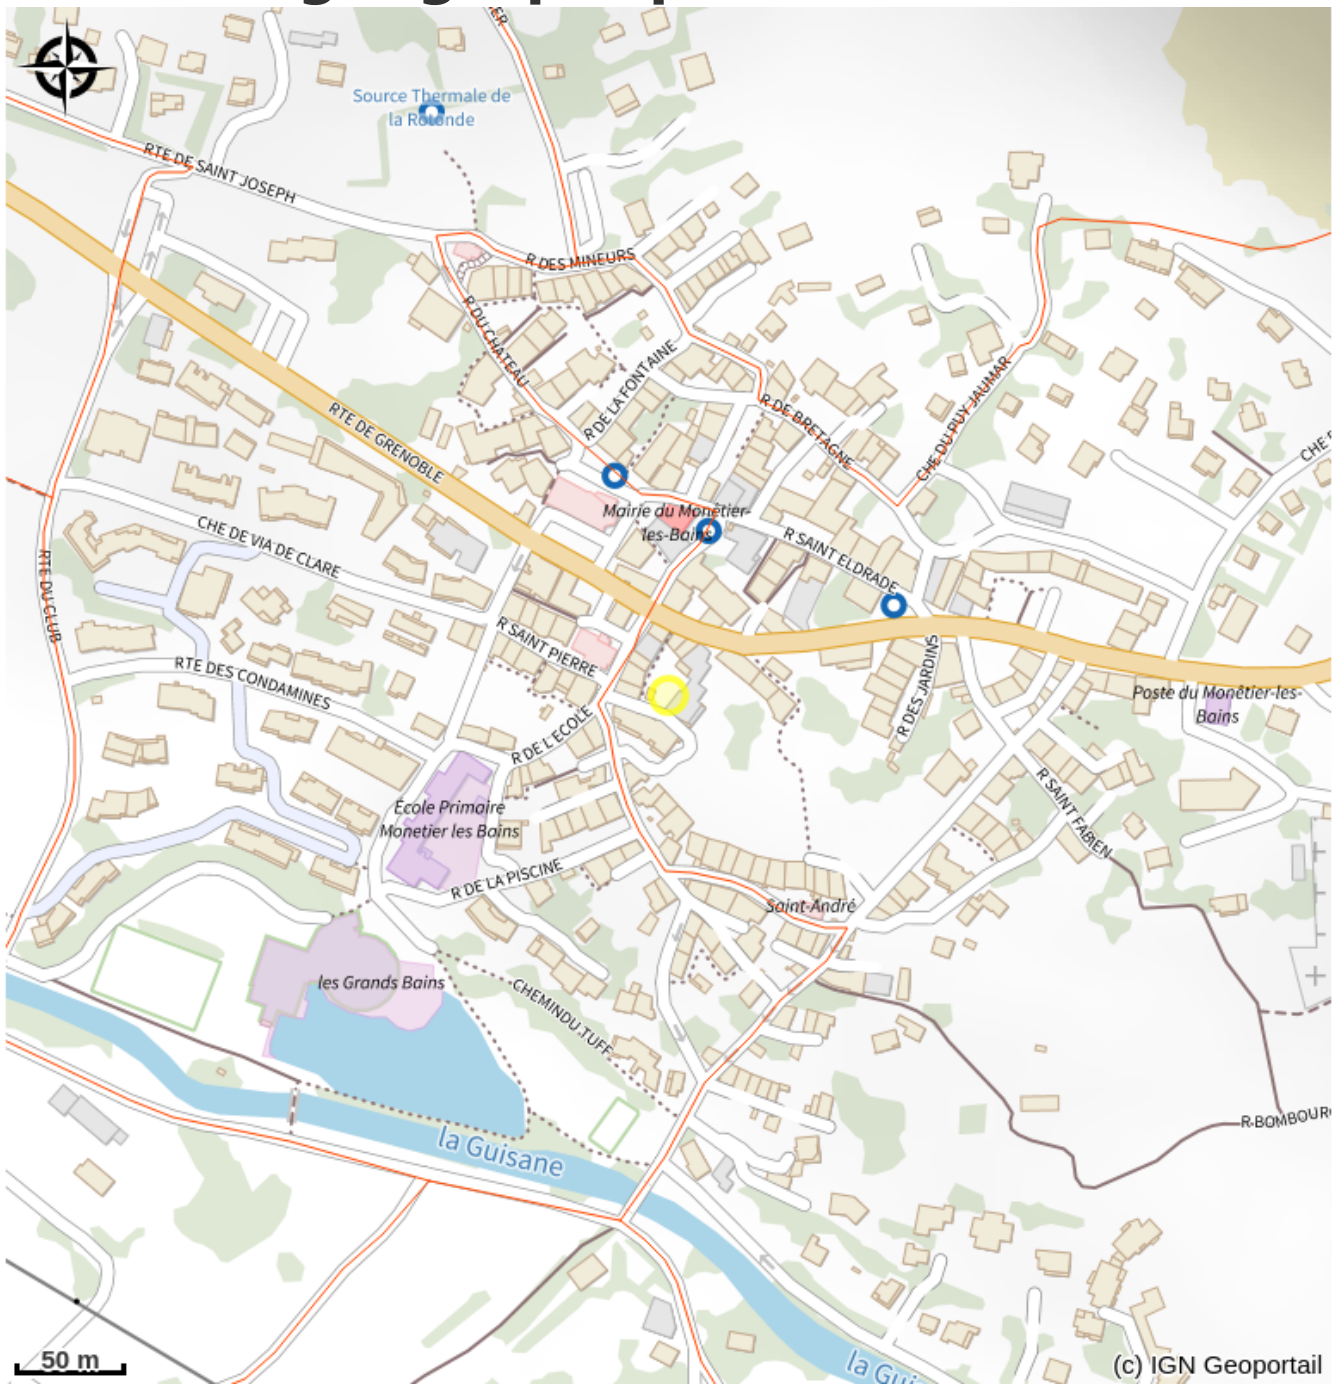 Source Thermale de
la Rotonde
RTE DE SAINT JOSEPH
R DES MINEURS
R DU CHATEAU
R DE LA FONTAINE
RTE DE GRENOBLE
R DE BRETAGNE
CHE DU PUY JAUMAR
Mairie du Monêtier-
les-Bains
R SAINT ELDRADE
CHE DE VIA DE CLARE
RTE DU CLUB
R SAINT PIERRE
RTE DES CONDAMINES
R DE L'ECOLE
R DES JARDINS
Poste du Monêtier-les-
Bains
R SAINT FABIEN
École Primaire
Monetier les Bains
R DE LA PISCINE
Saint-André
les Grands Bains
CHEMIN DU TUFF
R BOMBOUR
la Guisane
la Gui
50 m
(c) IGN Geoportail